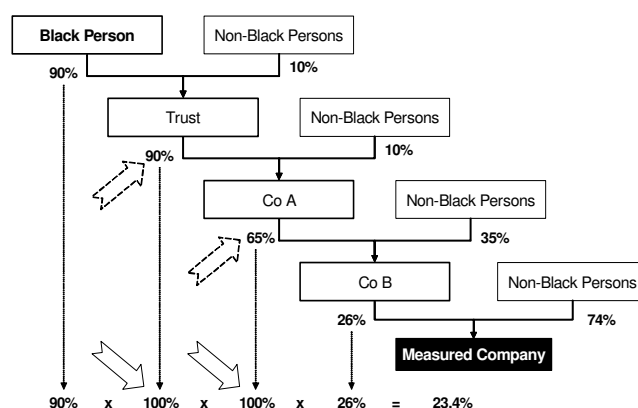 Black Person
Non-Black Persons
90%
10%
Trust
Non-Black Persons
90%
10%
Co A
Non-Black Persons
65%
35%
Co B
Non-Black Persons
26%
74%
Measured Company
90% x 100% x 100% x 26% = 23.4%